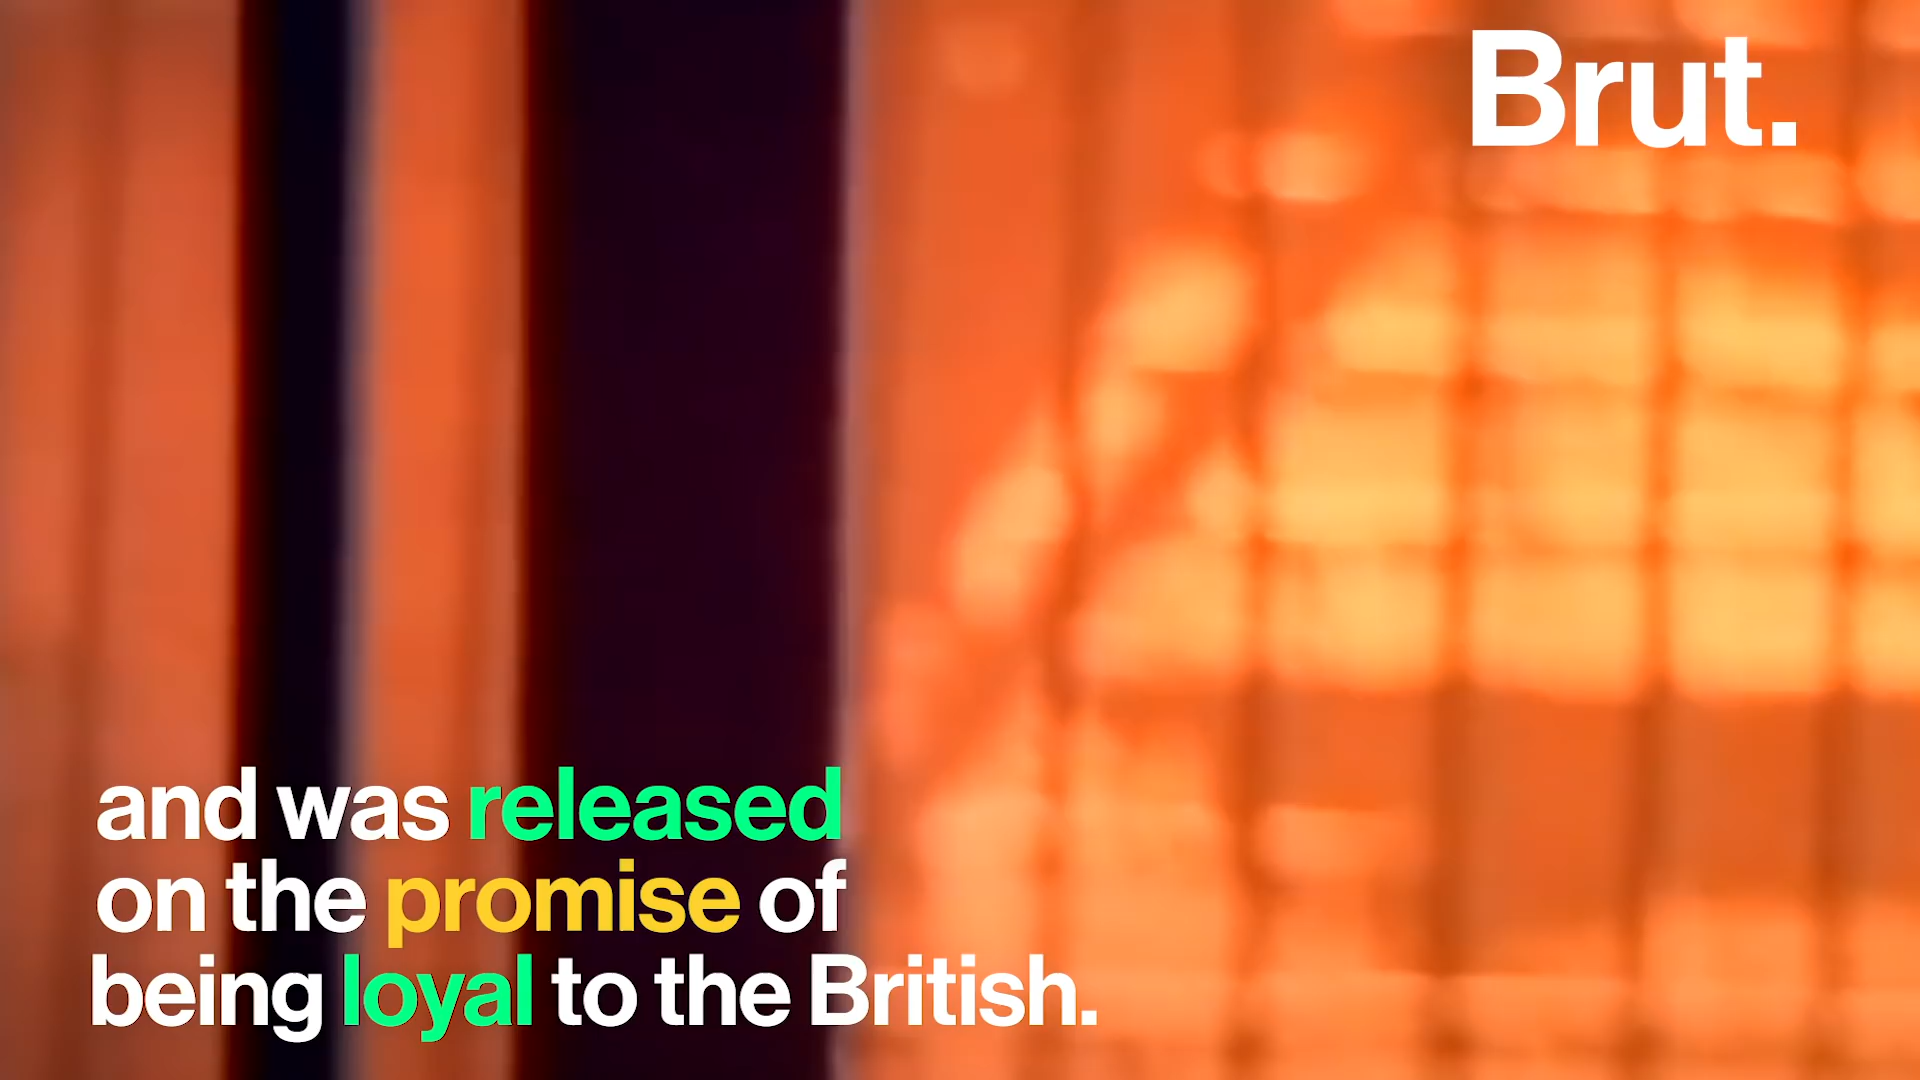 Brut.
and was released
on the promise of
being loyal to the British.